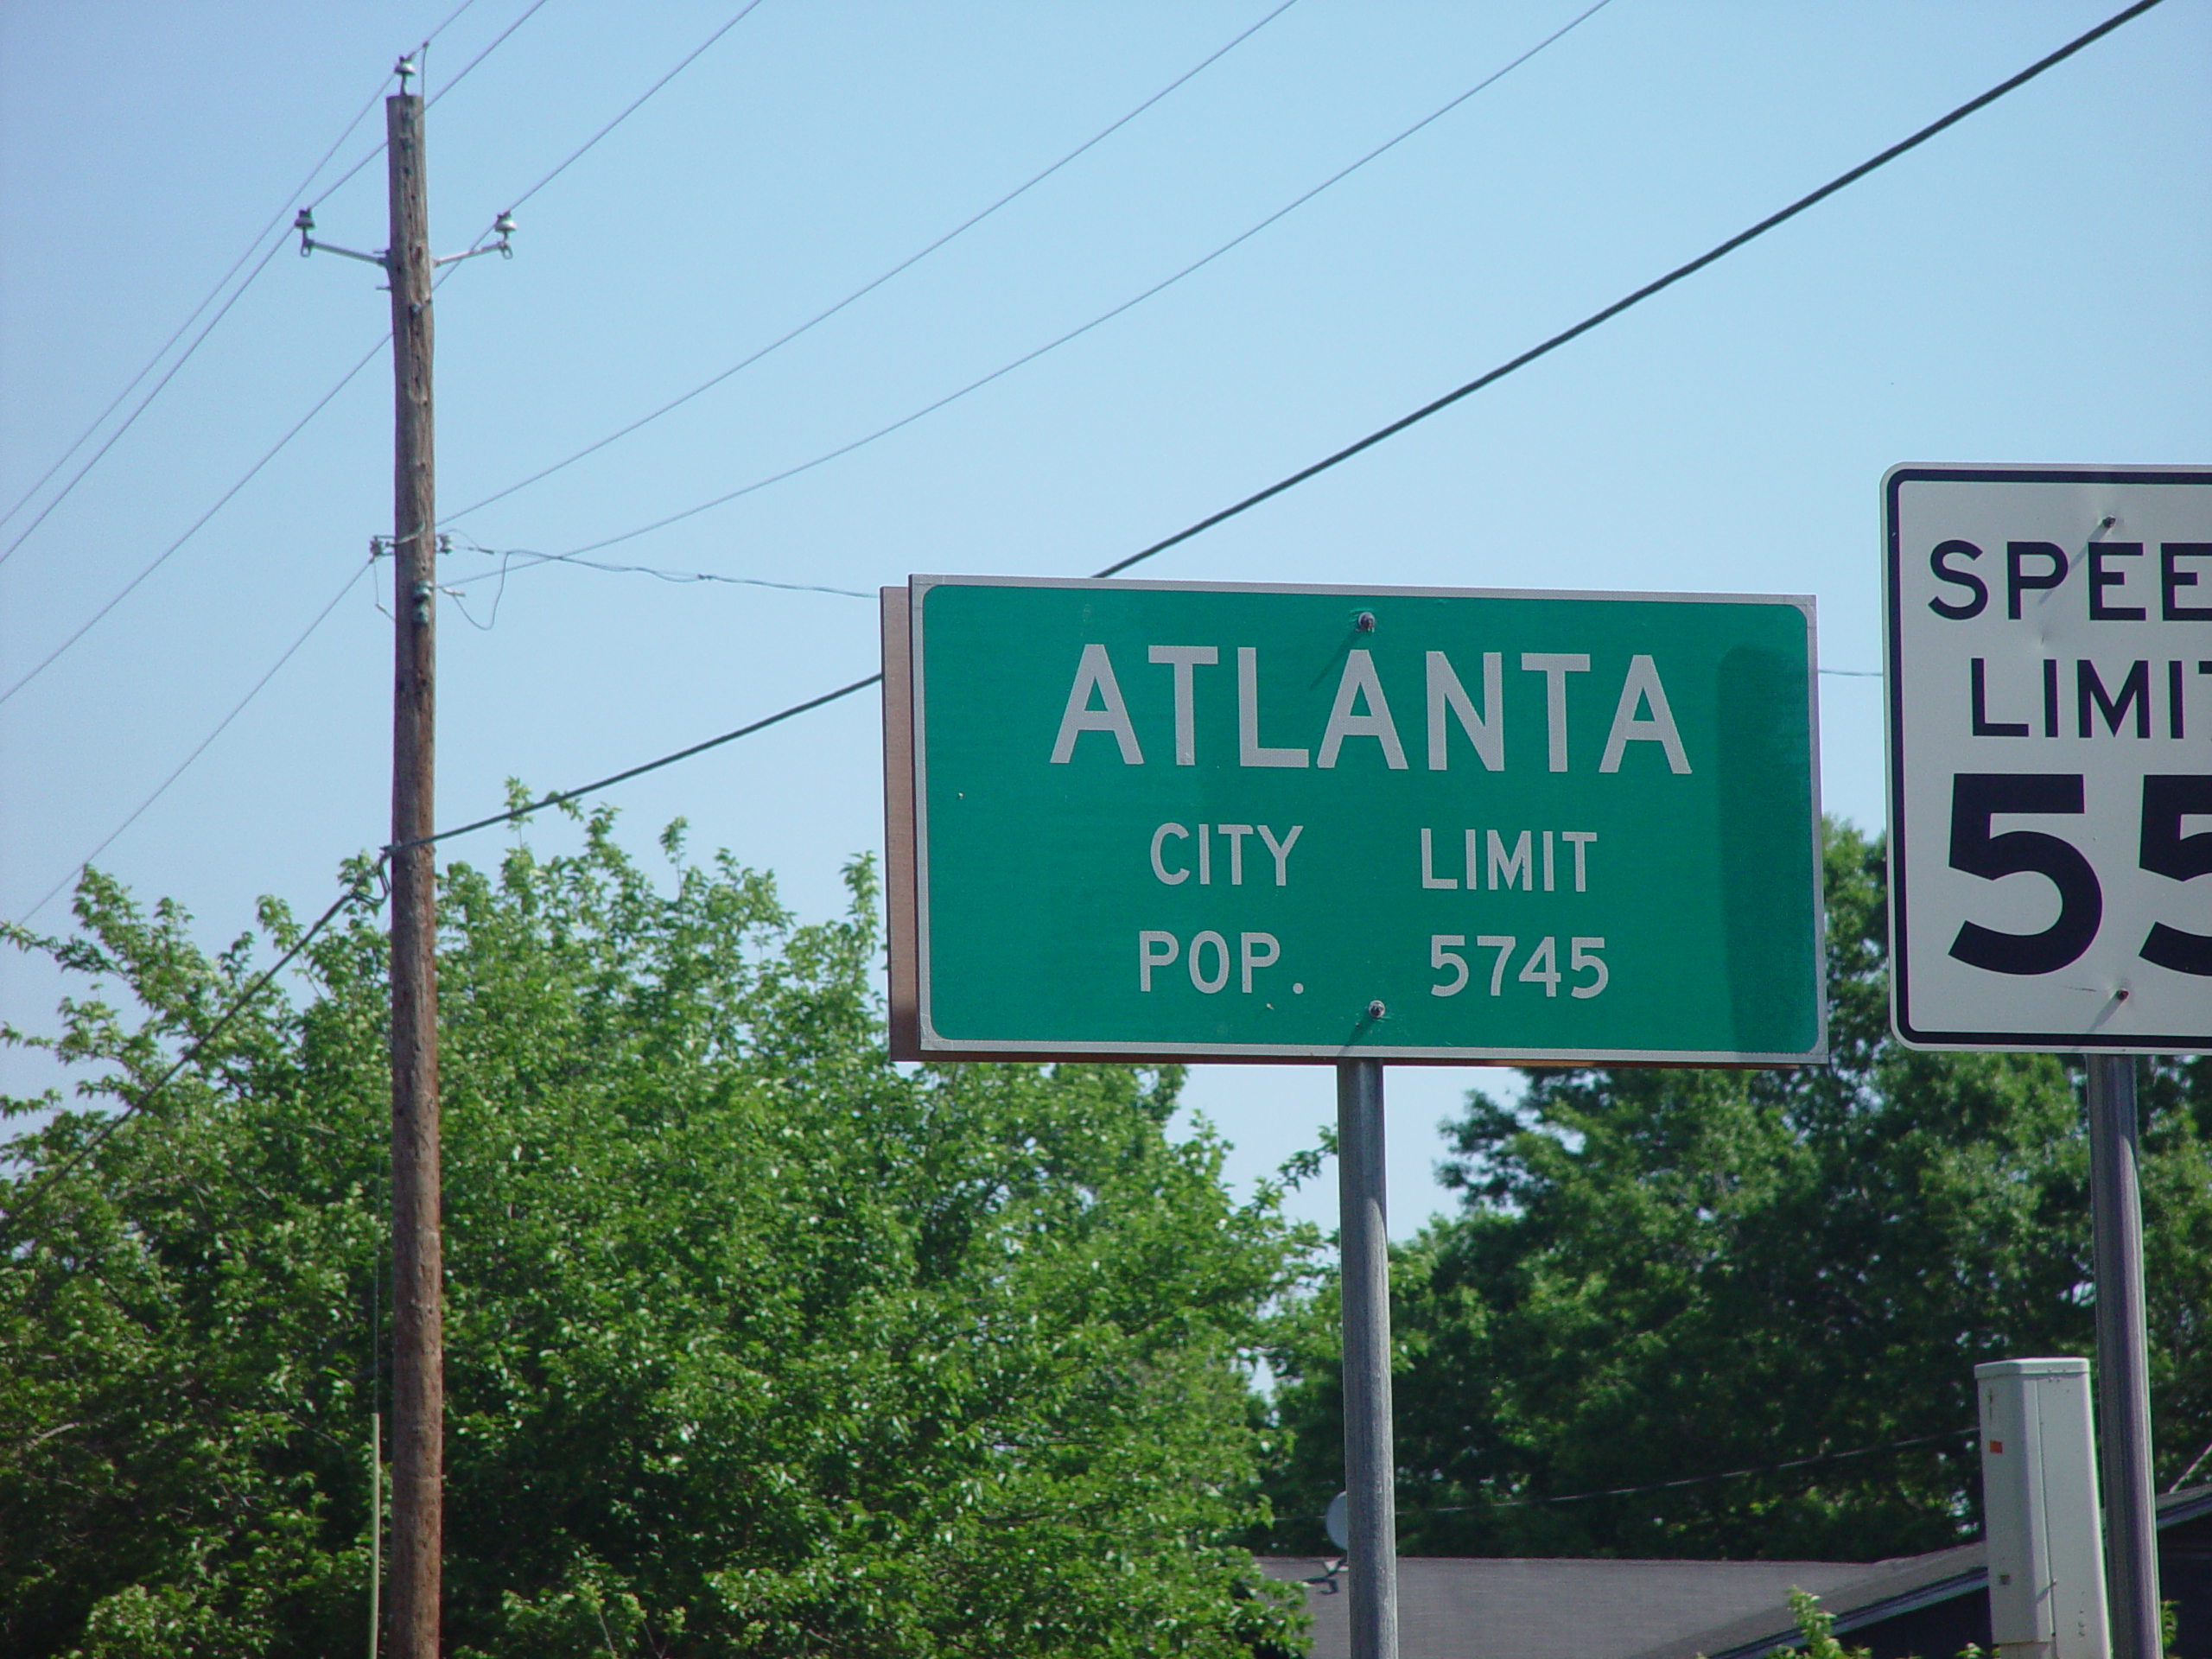 ATLANTA
CITY LIMIT
POP. 5745
SPEE
LIMIT
55